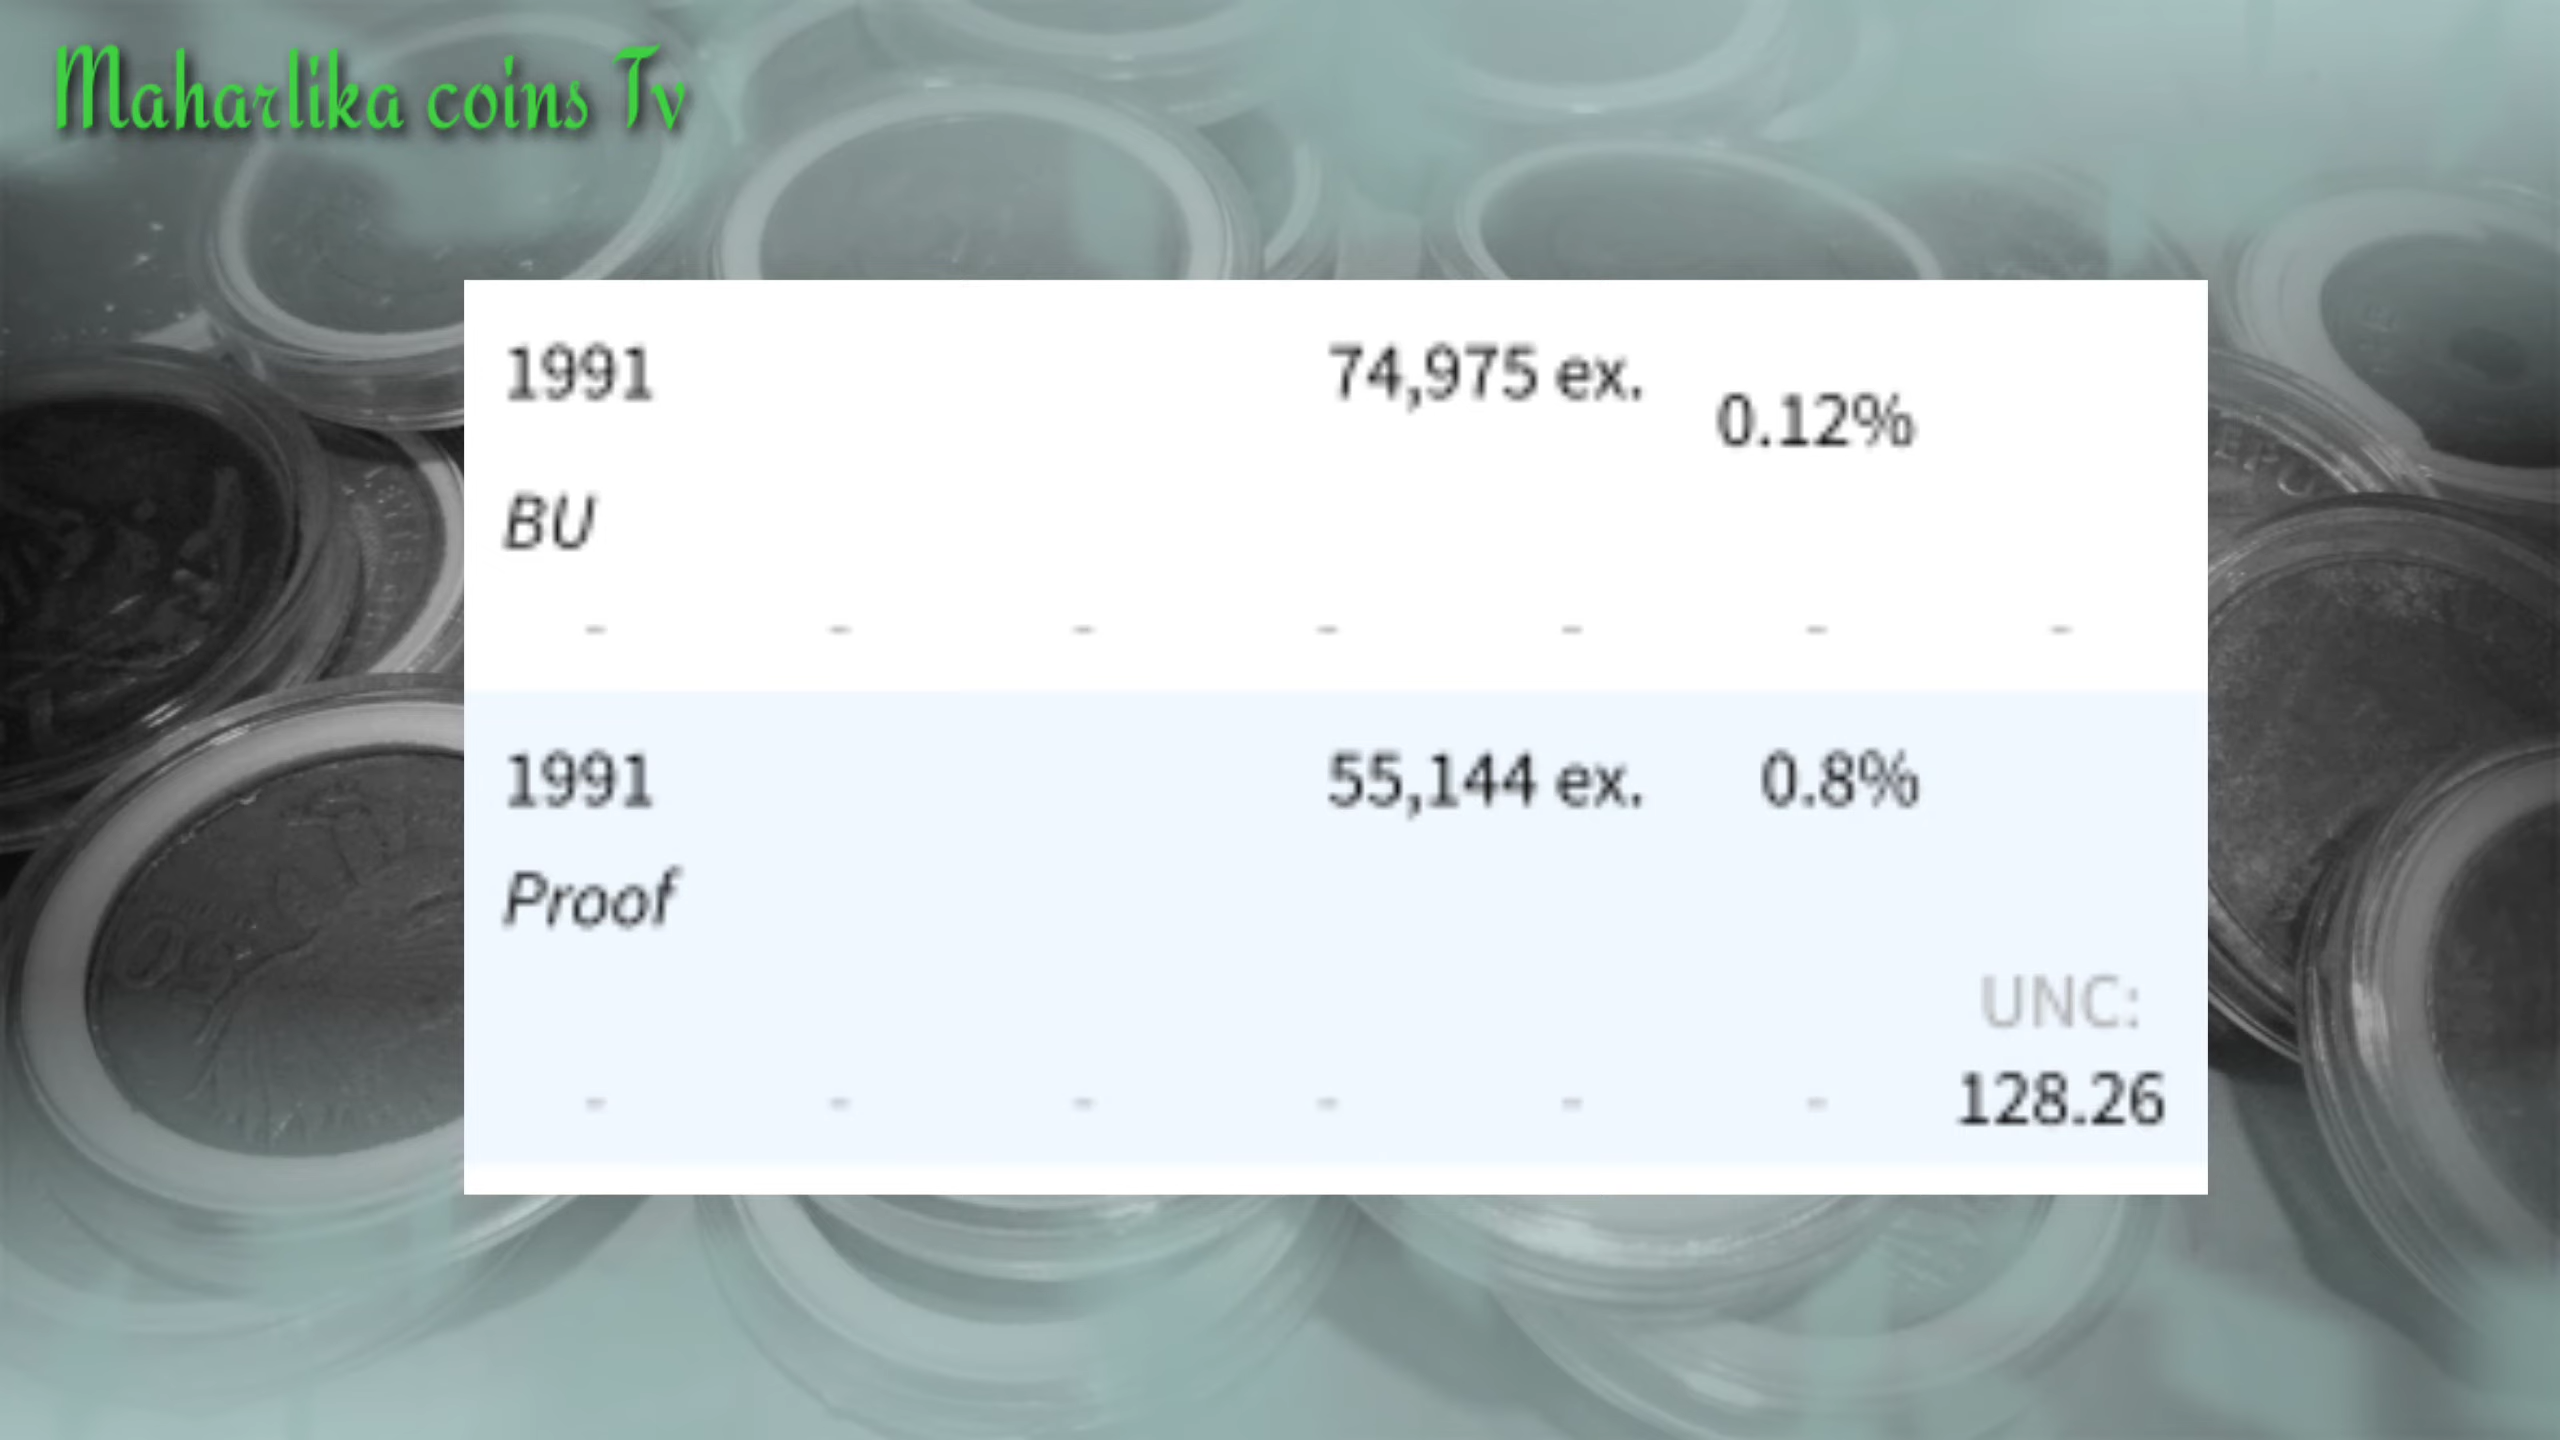 Maharlika coins Tv
1991 74,975 ex. 0.12%
BU
- - - - - - -
1991 55,144 ex. 0.8%
Proof
UNC:
- - - - - - 128.26